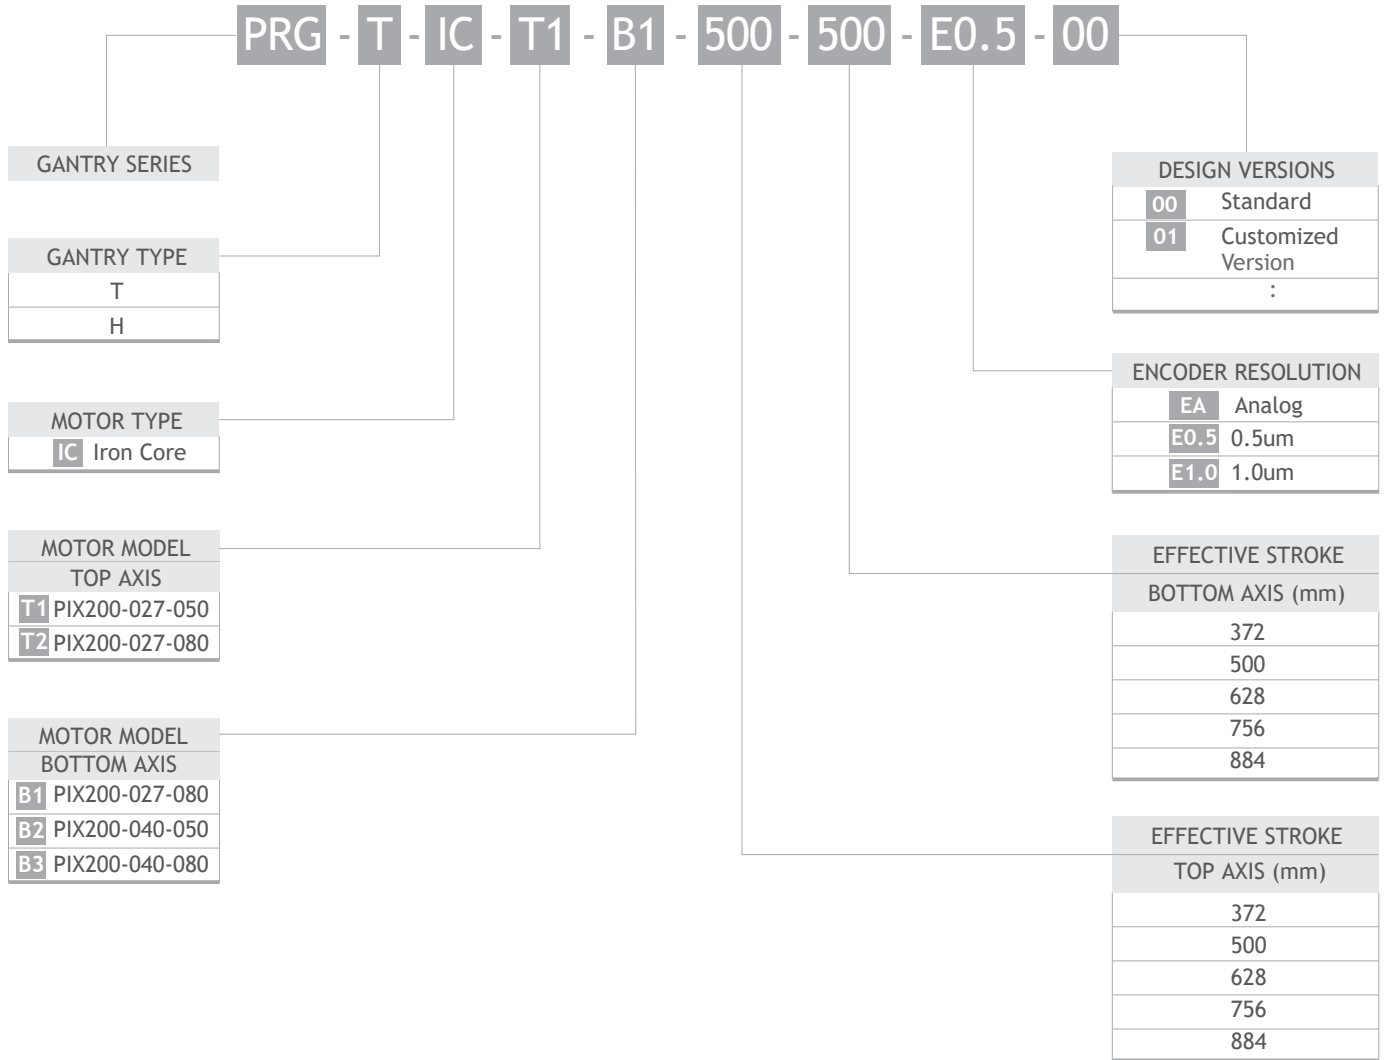 PRG - T - IC - T1 - B1 - 500 - 500 - E0.5 - 00
GANTRY SERIES
GANTRY TYPE
T
H
MOTOR TYPE
IC Iron Core
MOTOR MODEL
TOP AXIS
T1 PIX200-027-050
T2 PIX200-027-080
MOTOR MODEL
BOTTOM AXIS
B1 PIX200-027-080
B2 PIX200-040-050
B3 PIX200-040-080
DESIGN VERSIONS
00 Standard
01 Customized
Version
:
ENCODER RESOLUTION
EA Analog
E0.5 0.5um
E1.0 1.0um
EFFECTIVE STROKE
BOTTOM AXIS (mm)
372
500
628
756
884
EFFECTIVE STROKE
TOP AXIS (mm)
372
500
628
756
884